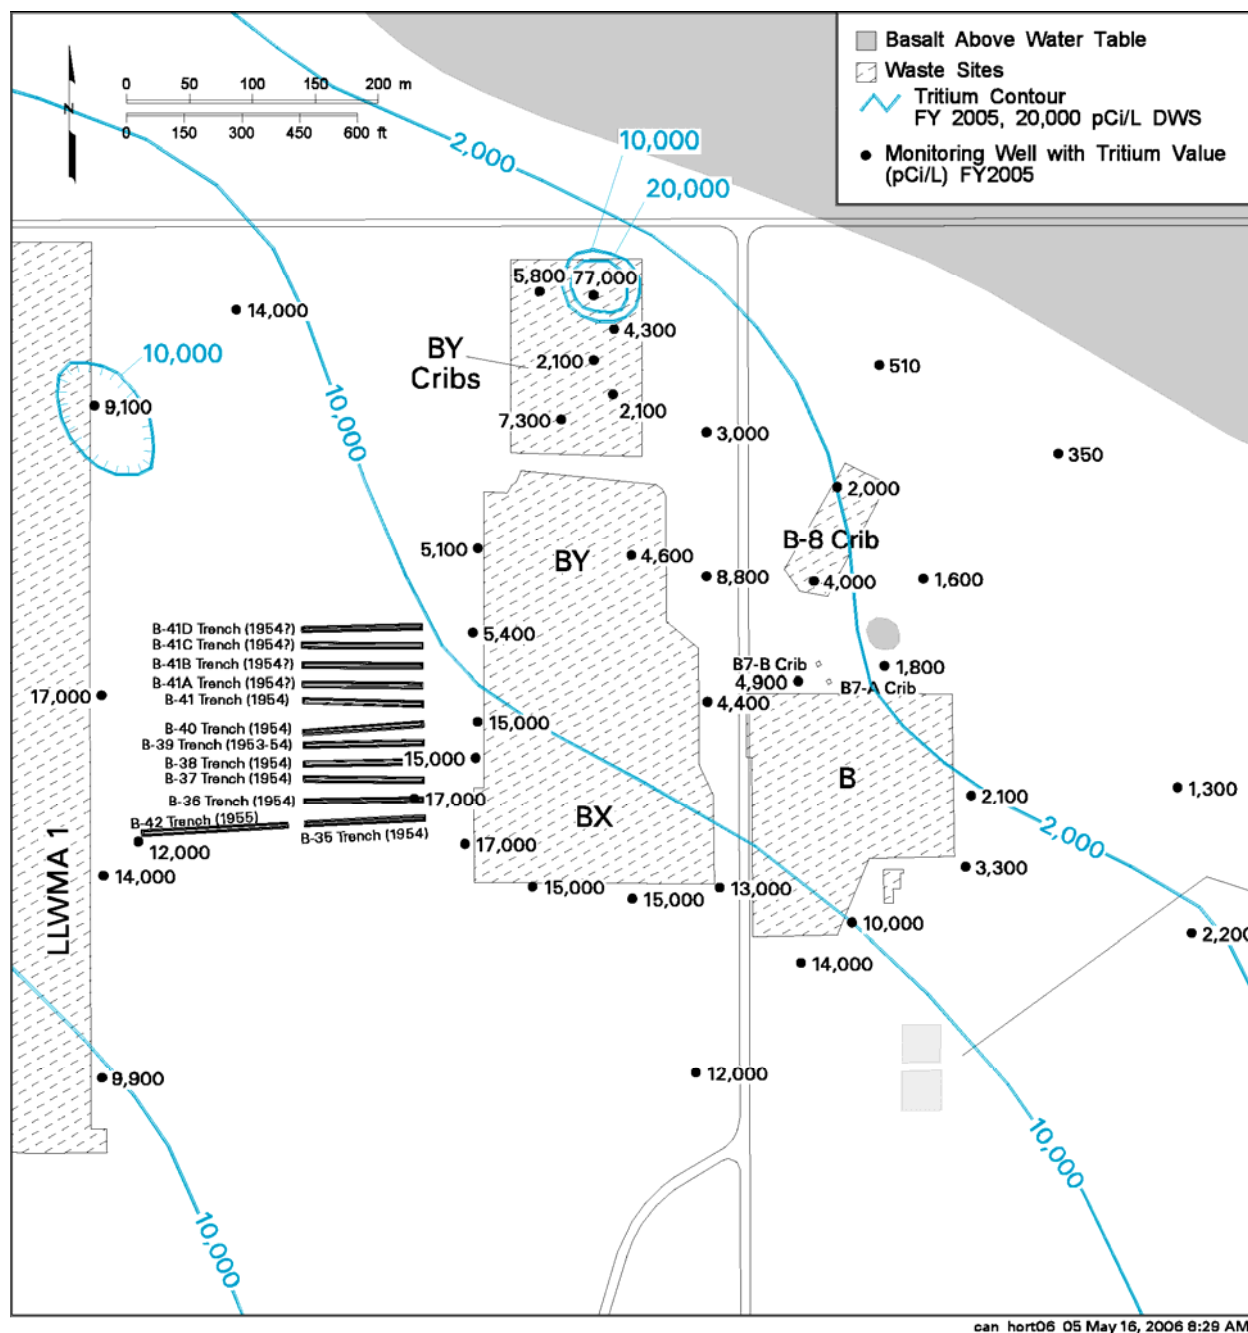 Basalt Above Water Table
Waste Sites
Tritium Contour
FY 2005, 20,000 pCi/L DWS
Monitoring Well with Tritium Value
(pCi/L) FY2005
N
0 50 100 150 200 m
0 150 300 450 600 ft
2,000
10,000
20,000
5,800
77,000
14,000
4,300
BY
Cribs
2,100
510
10,000
9,100
10,000
2,100
7,300
3,000
350
2,000
B-8 Crib
5,100
BY
4,600
8,800
4,000
1,600
B-41D Trench (1954?)
5,400
B-41C Trench (1954?)
B-41B Trench (1954?)
B7-B Crib
1,800
B-41A Trench (1954?)
4,900
B7-A Crib
17,000
B-41 Trench (1954)
4,400
B-40 Trench (1954)
15,000
B-39 Trench (1953-54)
15,000
B-38 Trench (1954)
B-37 Trench (1954)
B
1,300
B-36 Trench (1954)
17,000
2,100
B-42 Trench (1955)
BX
B-35 Trench (1954)
2,000
12,000
17,000
3,300
14,000
LLWMA 1
15,000
15,000
13,000
10,000
2,200
14,000
9,900
12,000
10,000
10,000
can_hort06_05 May 16, 2006 8:29 AM